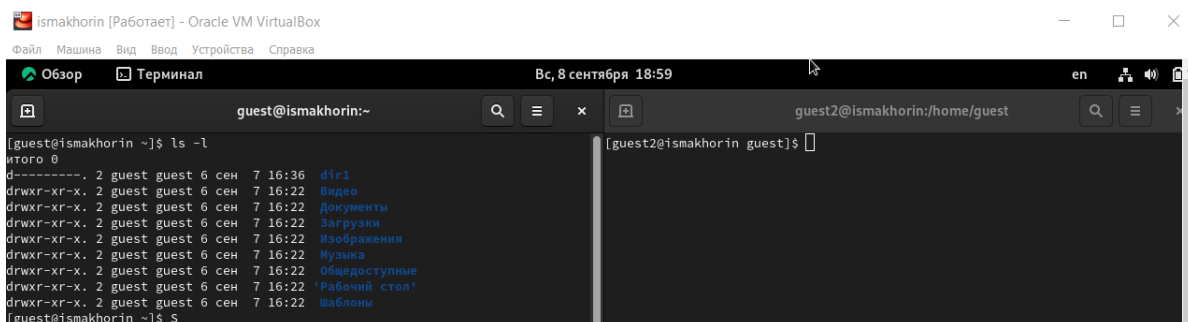 ismakhorin [Работает] - Oracle VM VirtualBox
Файл Машина Вид Ввод Устройства Справка
Обзор Терминал Вс, 8 сентября 18:59 en
guest@ismakhorin:~
[guest@ismakhorin ~]$ ls -l
итого 0
d---------. 2 guest guest 6 сен  7 16:36  dir1
drwxr-xr-x. 2 guest guest 6 сен  7 16:22  Видео
drwxr-xr-x. 2 guest guest 6 сен  7 16:22  Документы
drwxr-xr-x. 2 guest guest 6 сен  7 16:22  Загрузки
drwxr-xr-x. 2 guest guest 6 сен  7 16:22  Изображения
drwxr-xr-x. 2 guest guest 6 сен  7 16:22  Музыка
drwxr-xr-x. 2 guest guest 6 сен  7 16:22  Общедоступные
drwxr-xr-x. 2 guest guest 6 сен  7 16:22 'Рабочий стол'
drwxr-xr-x. 2 guest guest 6 сен  7 16:22  Шаблоны
[guest@ismakhorin ~]$ S
guest2@ismakhorin:/home/guest
[guest2@ismakhorin guest]$